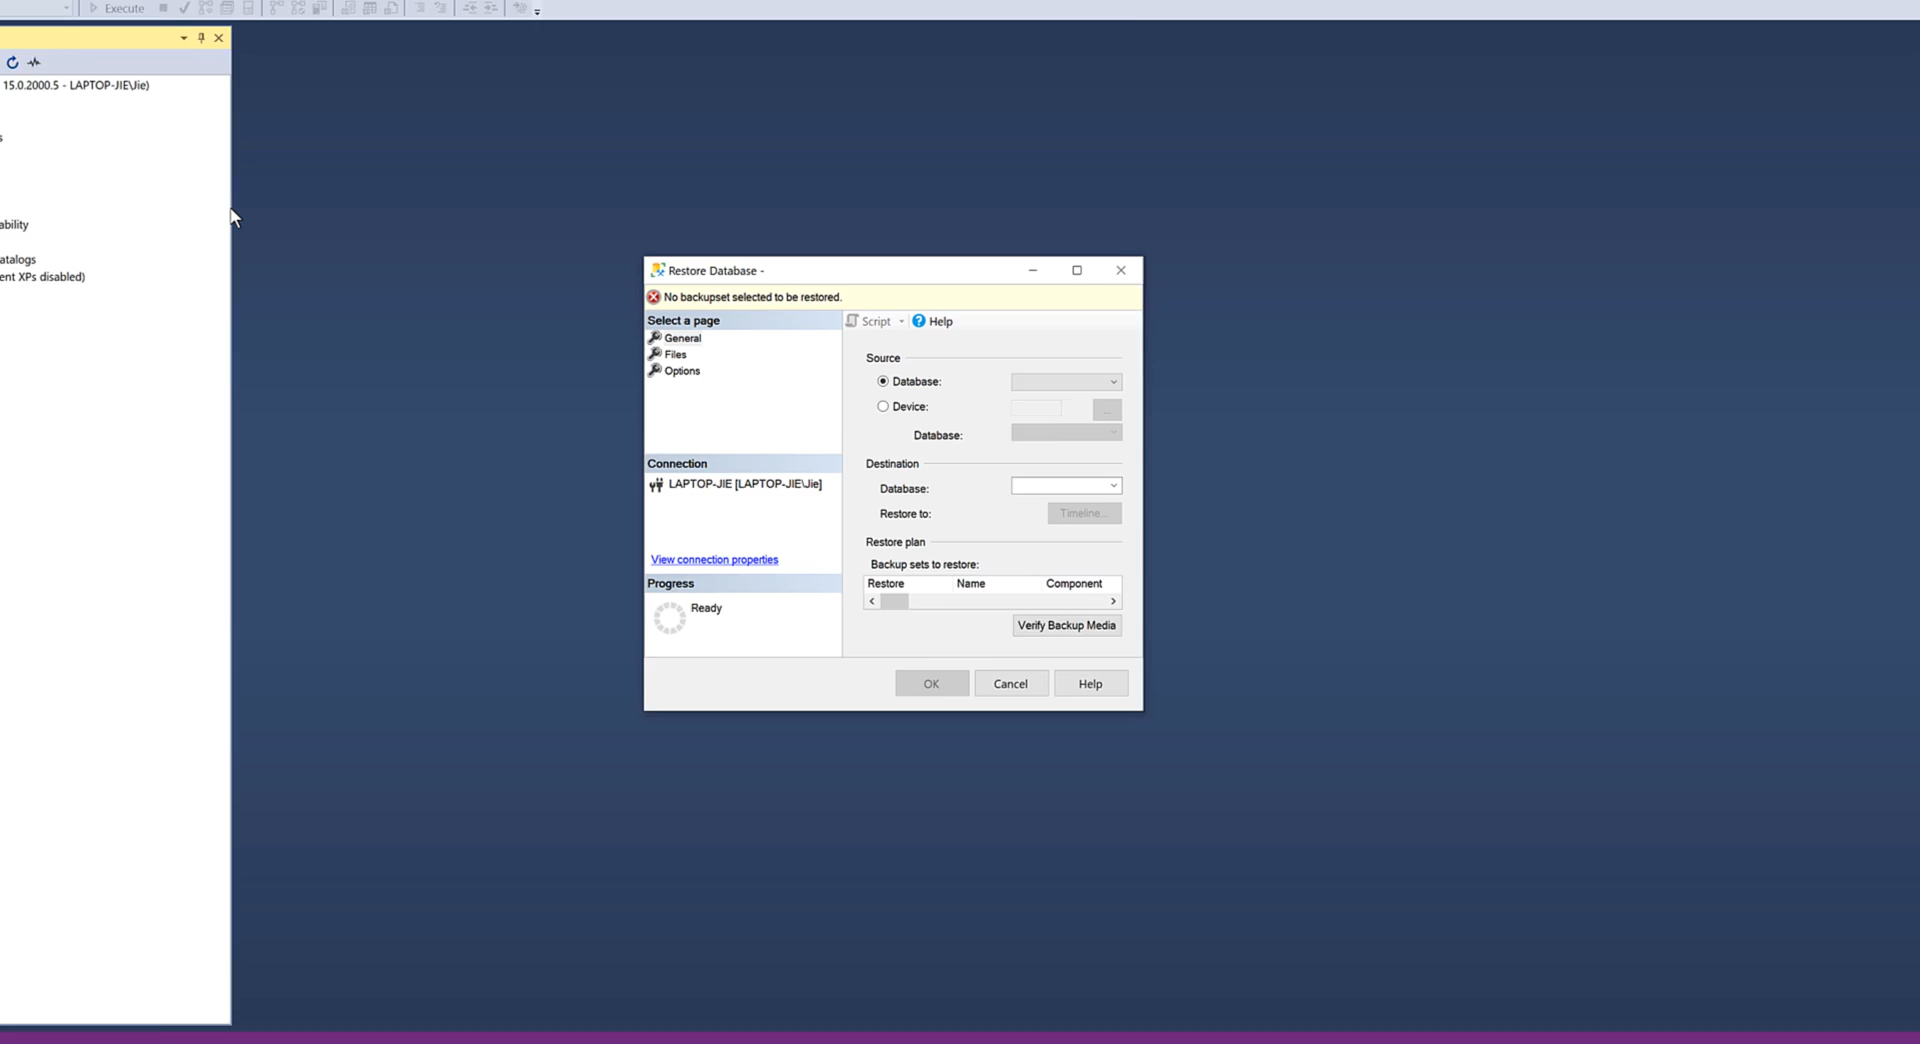 Execute
15.0.2000.5 - LAPTOP-JIE\Jie)
s
ability
atalogs
ent XPs disabled)
Restore Database -
No backupset selected to be restored.
Select a page
General
Files
Options
Script
Help
Source
Database:
Device:
...
Database:
Destination
Database:
Restore to:
Timeline...
Restore plan
Backup sets to restore:
Restore Name Component
Verify Backup Media
Connection
LAPTOP-JIE [LAPTOP-JIE\Jie]
View connection properties
Progress
Ready
OK Cancel Help